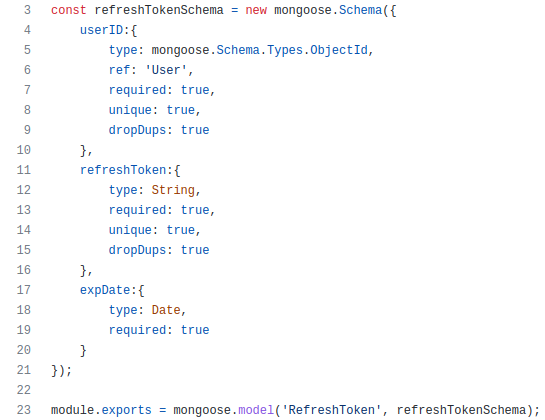 3 const refreshTokenSchema = new mongoose.Schema({
4     userID:{
5         type: mongoose.Schema.Types.ObjectId,
6         ref: 'User',
7         required: true,
8         unique: true,
9         dropDups: true
10     },
11     refreshToken:{
12         type: String,
13         required: true,
14         unique: true,
15         dropDups: true
16     },
17     expDate:{
18         type: Date,
19         required: true
20     }
21 });
22
23 module.exports = mongoose.model('RefreshToken', refreshTokenSchema);